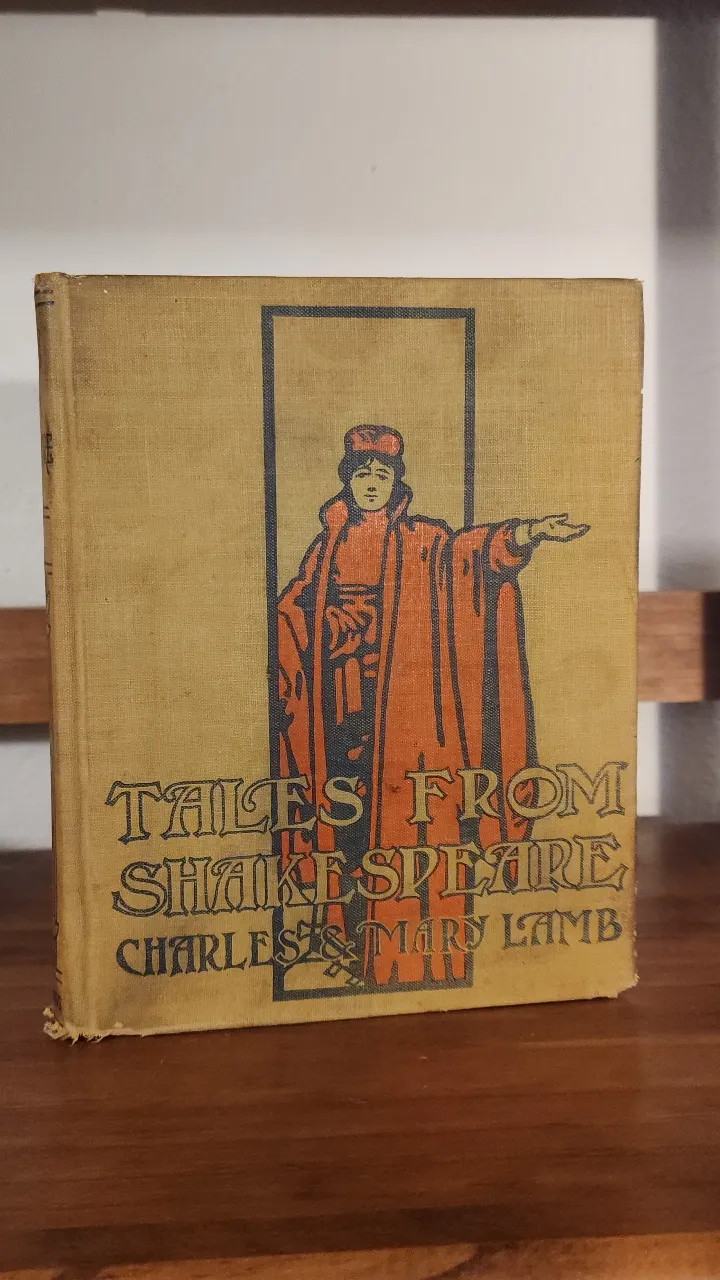 TALES FROM
SHAKESPEARE
CHARLES & MARY LAMB